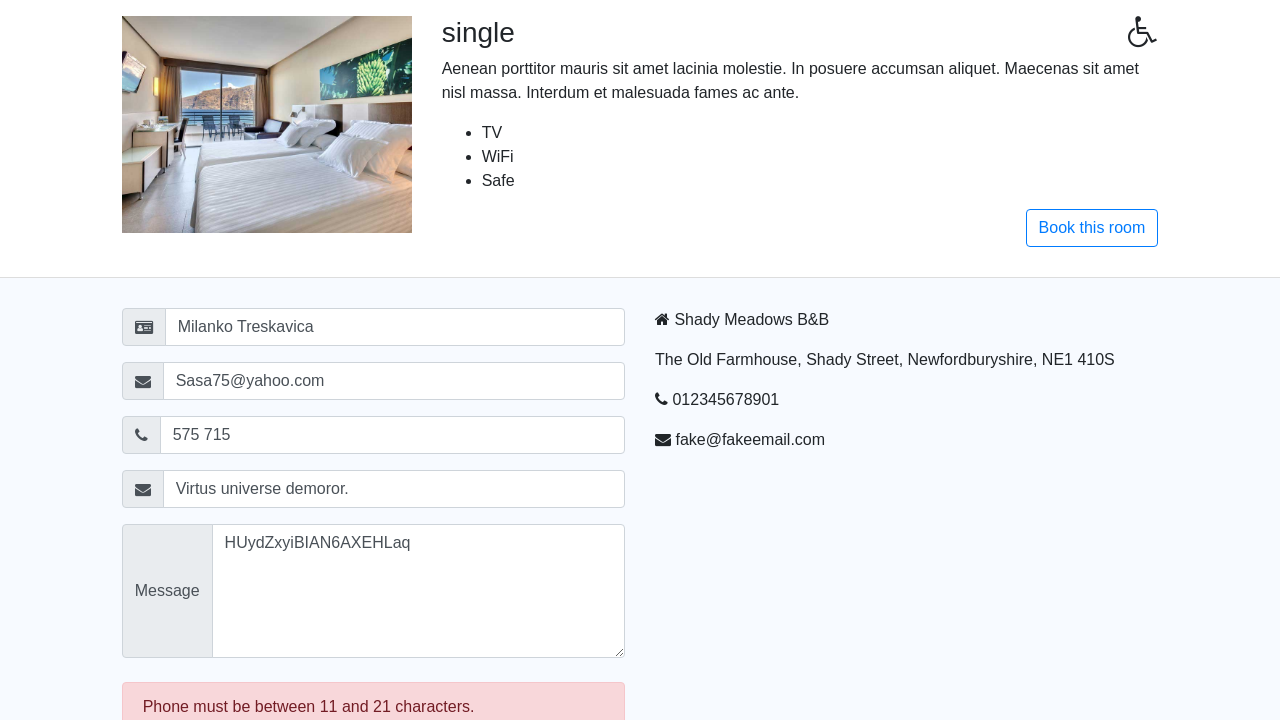 single
Aenean porttitor mauris sit amet lacinia molestie. In posuere accumsan aliquet. Maecenas sit amet
nisl massa. Interdum et malesuada fames ac ante.
TV
WiFi
Safe
Book this room
Milanko Treskavica
Sasa75@yahoo.com
575 715
Virtus universe demoror.
Message
HUydZxyiBIAN6AXEHLaq
Phone must be between 11 and 21 characters.
Shady Meadows B&B
The Old Farmhouse, Shady Street, Newfordburyshire, NE1 410S
012345678901
fake@fakeemail.com